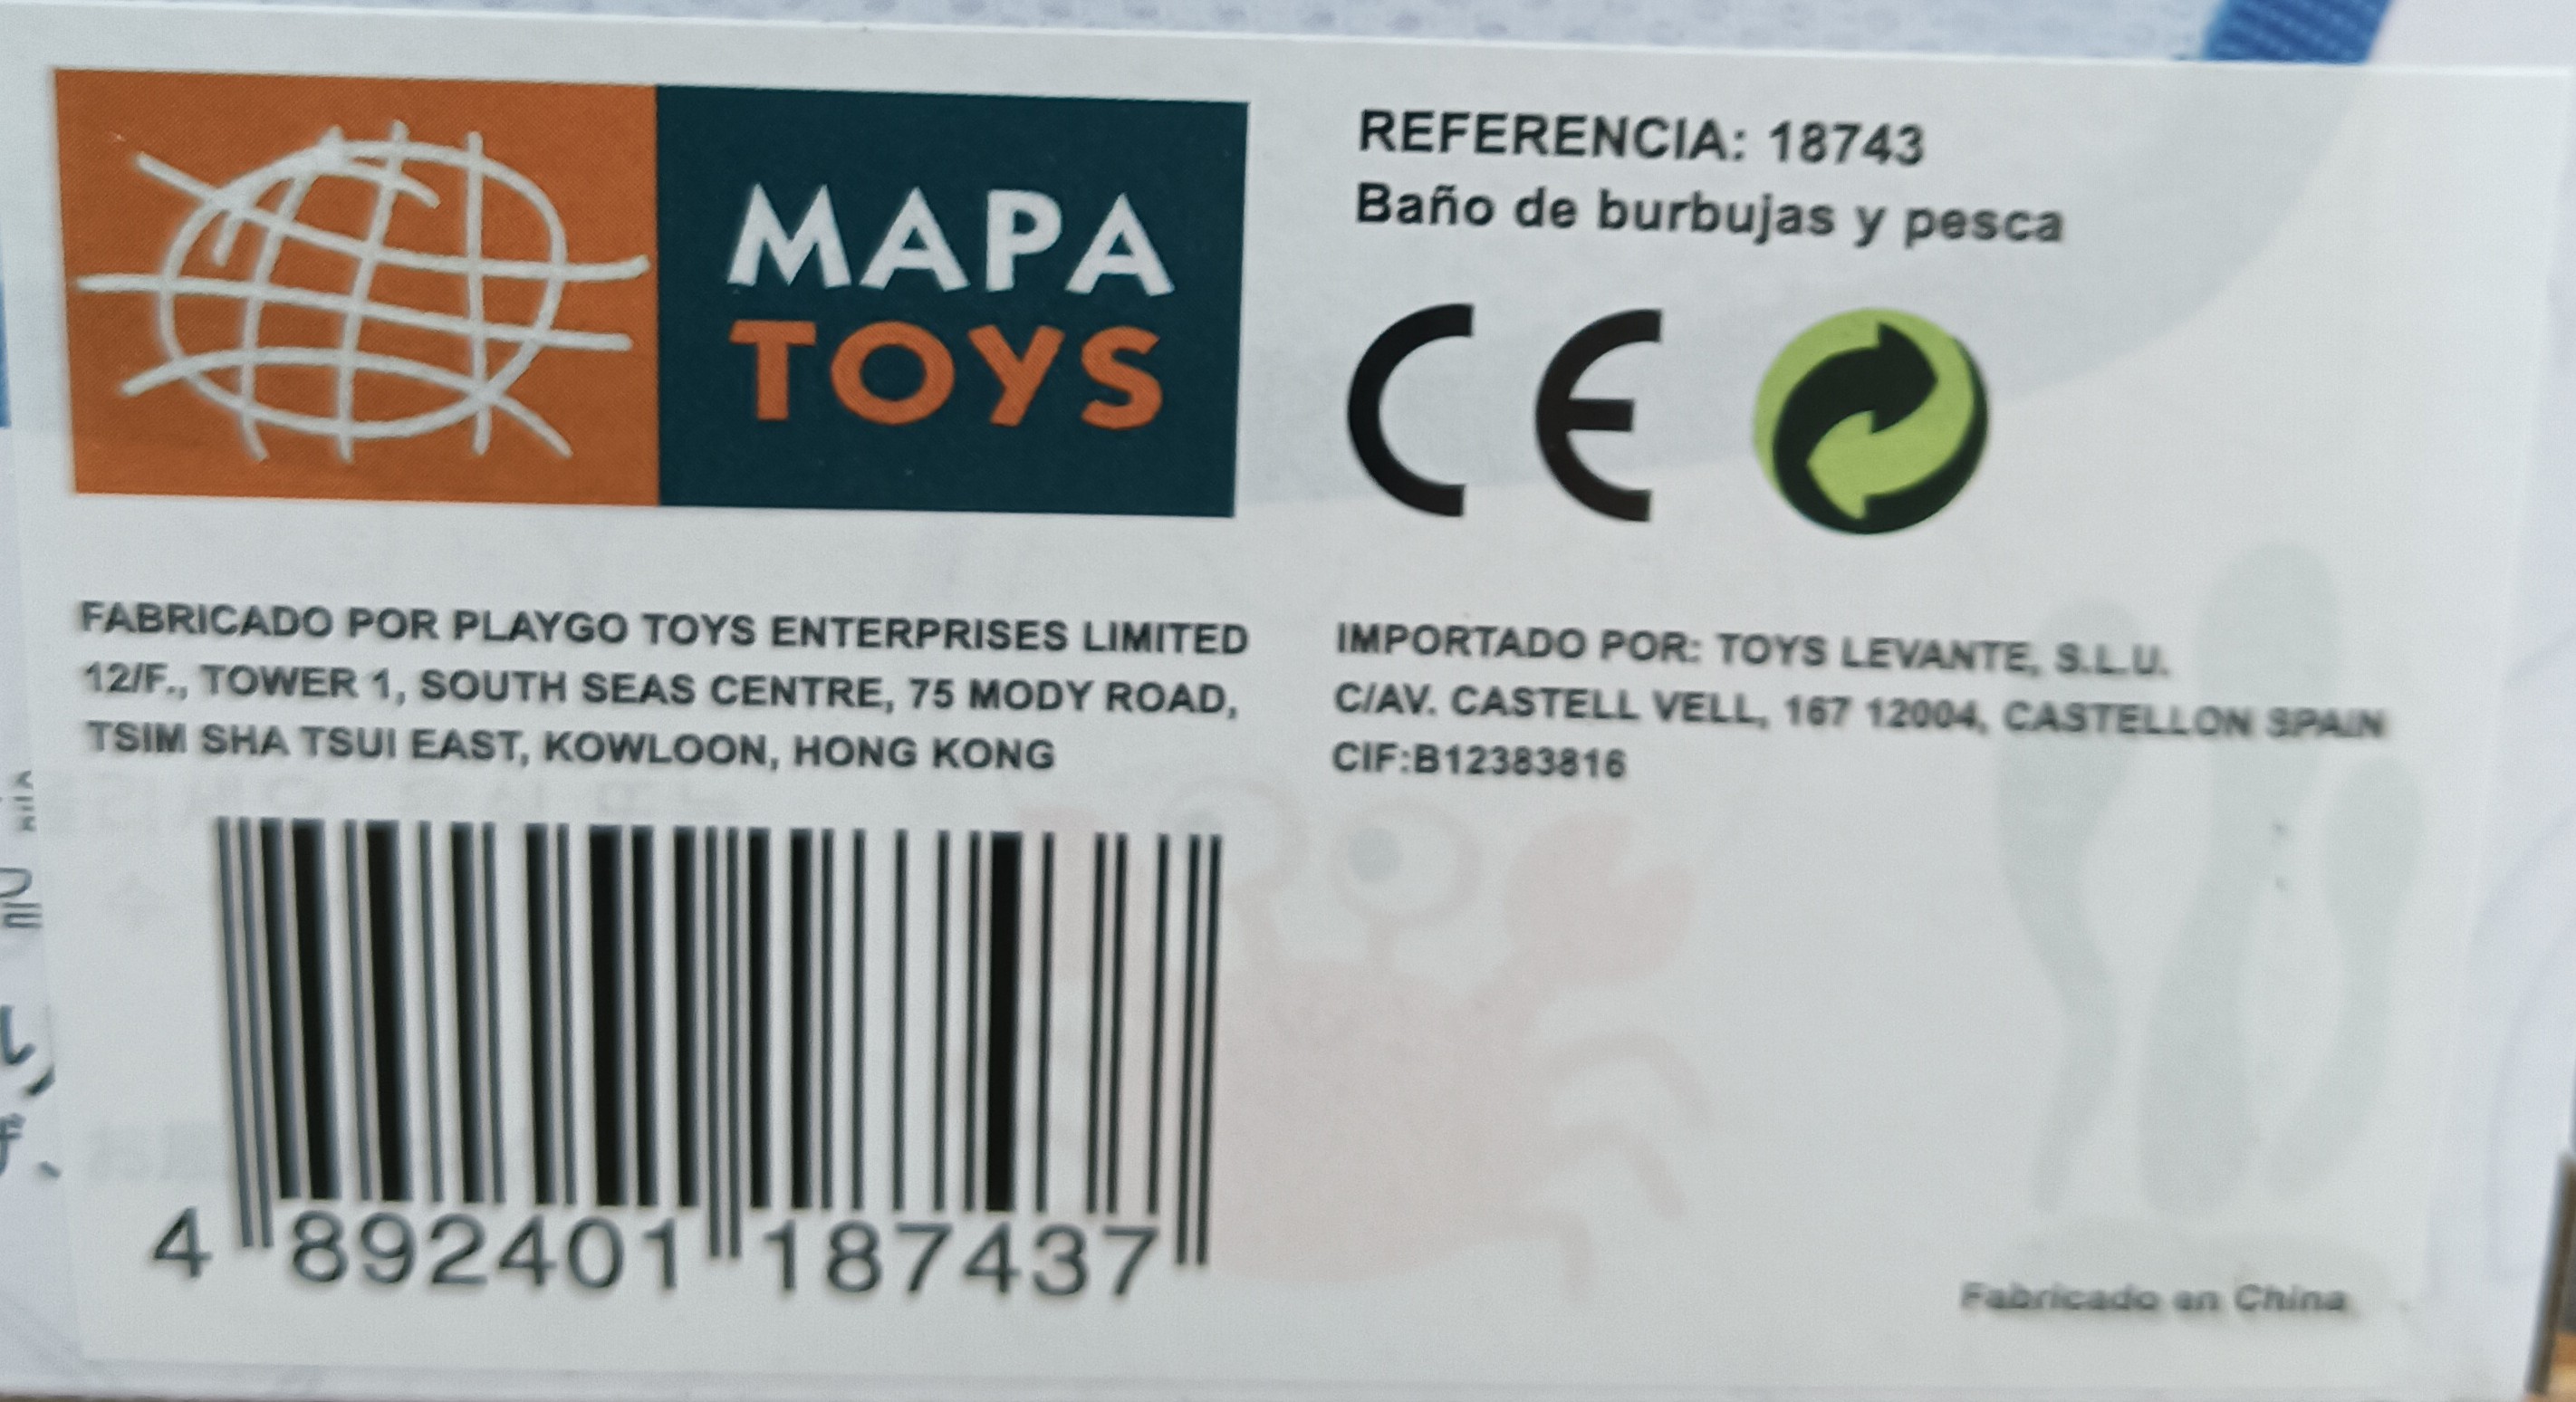 MAPA
TOYS
REFERENCIA: 18743
Baño de burbujas y pesca
CE
FABRICADO POR PLAYGO TOYS ENTERPRISES LIMITED
12/F., TOWER 1, SOUTH SEAS CENTRE, 75 MODY ROAD,
TSIM SHA TSUI EAST, KOWLOON, HONG KONG
IMPORTADO POR: TOYS LEVANTE, S.L.U.
C/AV. CASTELL VELL, 167 12004, CASTELLON SPAIN
CIF:B12383816
4 892401 187437
Fabricado en China